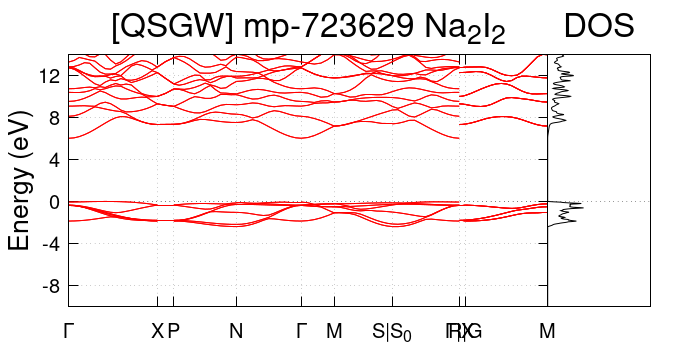 [QSGW] mp-723629 Na2I2 DOS
Energy (eV)
12
8
4
0
-4
-8
Γ X P N Γ M S|S0 Γ|X G M